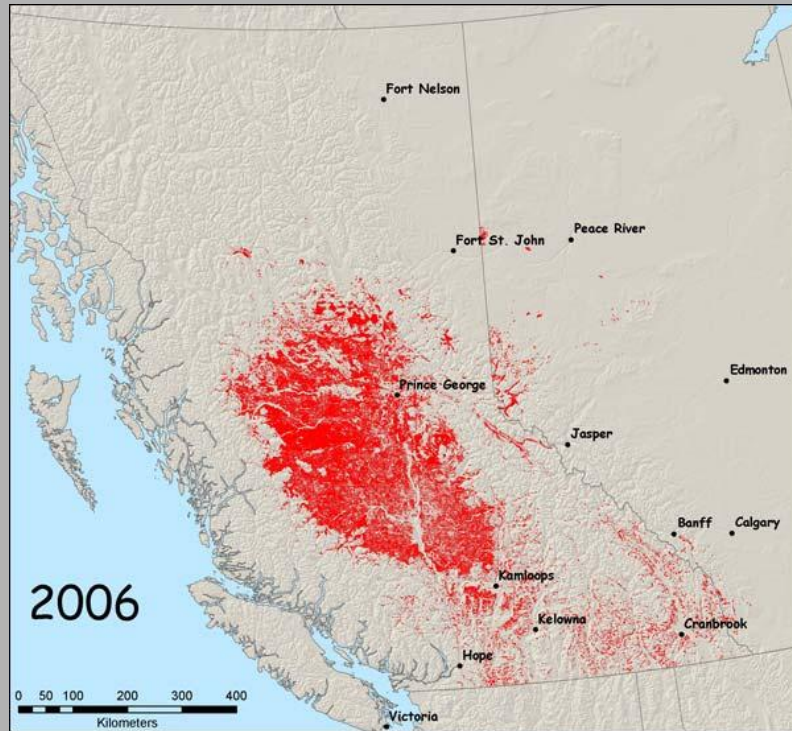 Fort Nelson
Peace River
Fort St. John
Edmonton
Prince George
Jasper
Banff
Calgary
Kamloops
2006
Kelowna
Cranbrook
Hope
0 50 100 200 300 400
Kilometers
Victoria